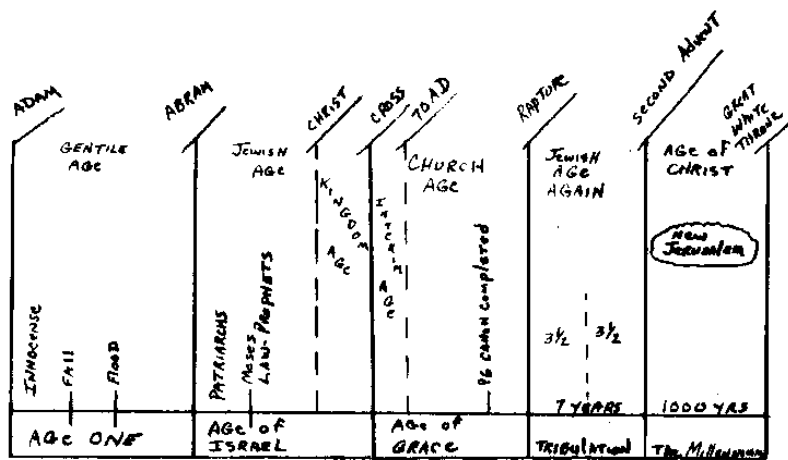 ADAM
ABRAM
CHRIST
CROSS
70 A.D
RAPTURE
SECOND ADVENT
GREAT
WHITE
THRONE
GENTILE
AGE
JEWISH
AGE
KINGDOM
AGE
INTERIM
AGE
CHURCH
AGE
JEWISH
AGE
AGAIN
AGE of
CHRIST
NEW
JERUSALEM
INNOCENSE
FALL
FLOOD
PATRIARCHS
Moses
LAW-PROPHETS
96 CANON Completed
3½
3½
7 YEARS
1000 YRS
AGE ONE
AGE of
ISRAEL
AGE of
GRACE
TRIBULATION
The Millennium